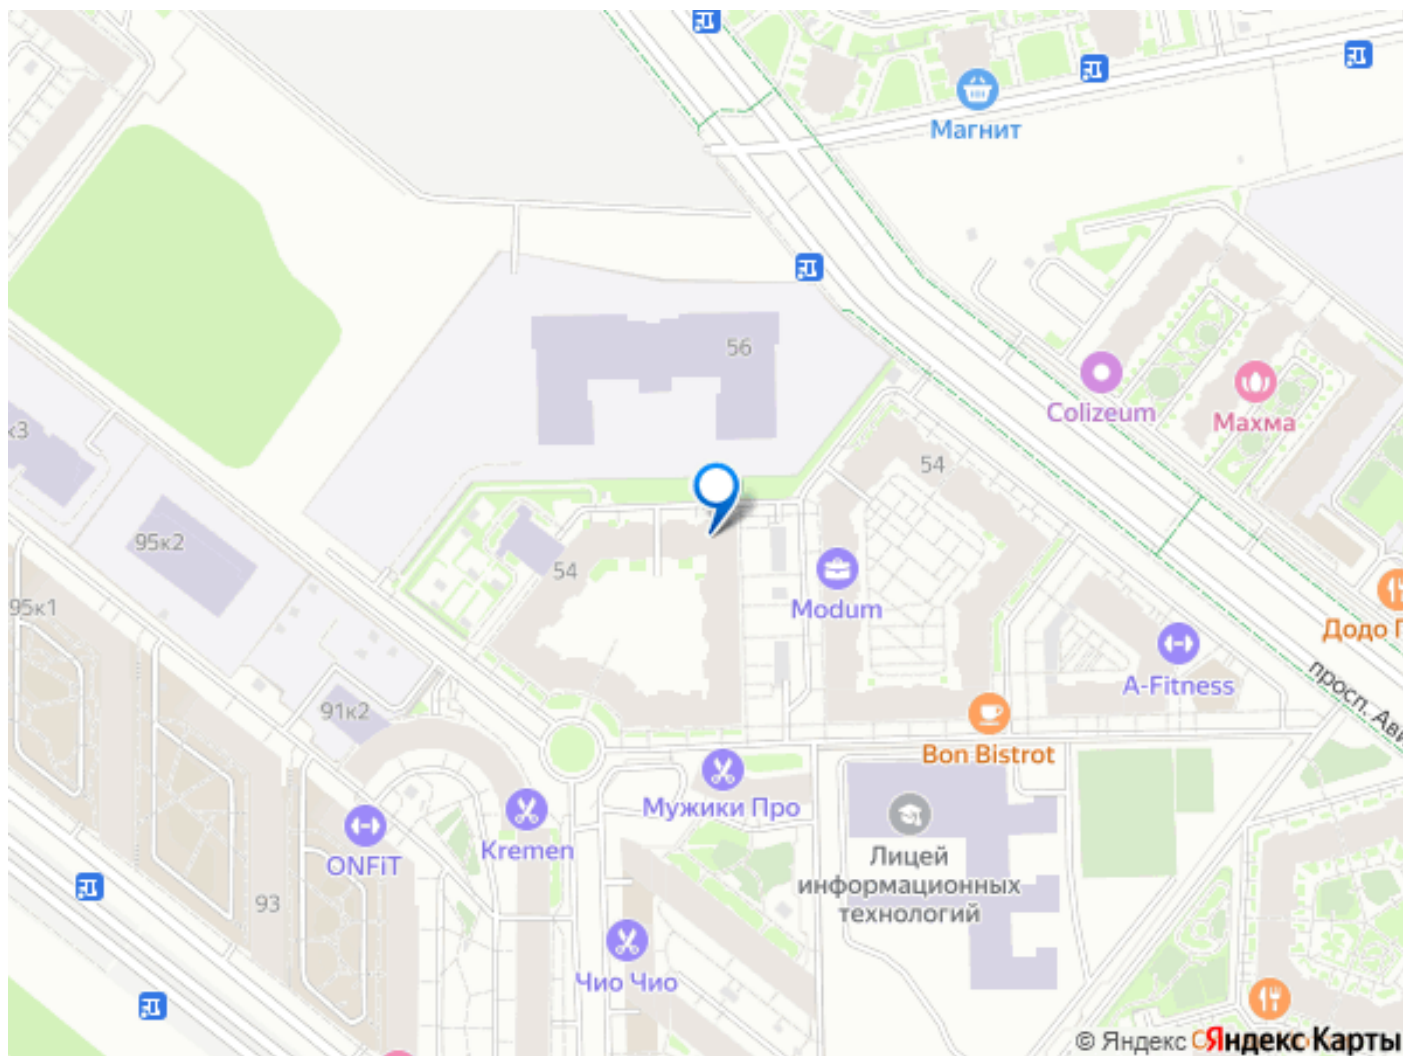 Магнит
56
Colizeum
Махма
к3
54
95к2
54
95к1
Modum
Додо П
A-Fitness
просп. Ави
91к2
Bon Bistrot
Мужики Про
Kremen
ONFiT
Лицей
информационных
технологий
93
Чио Чио
© Яндекс
Яндекс Карты